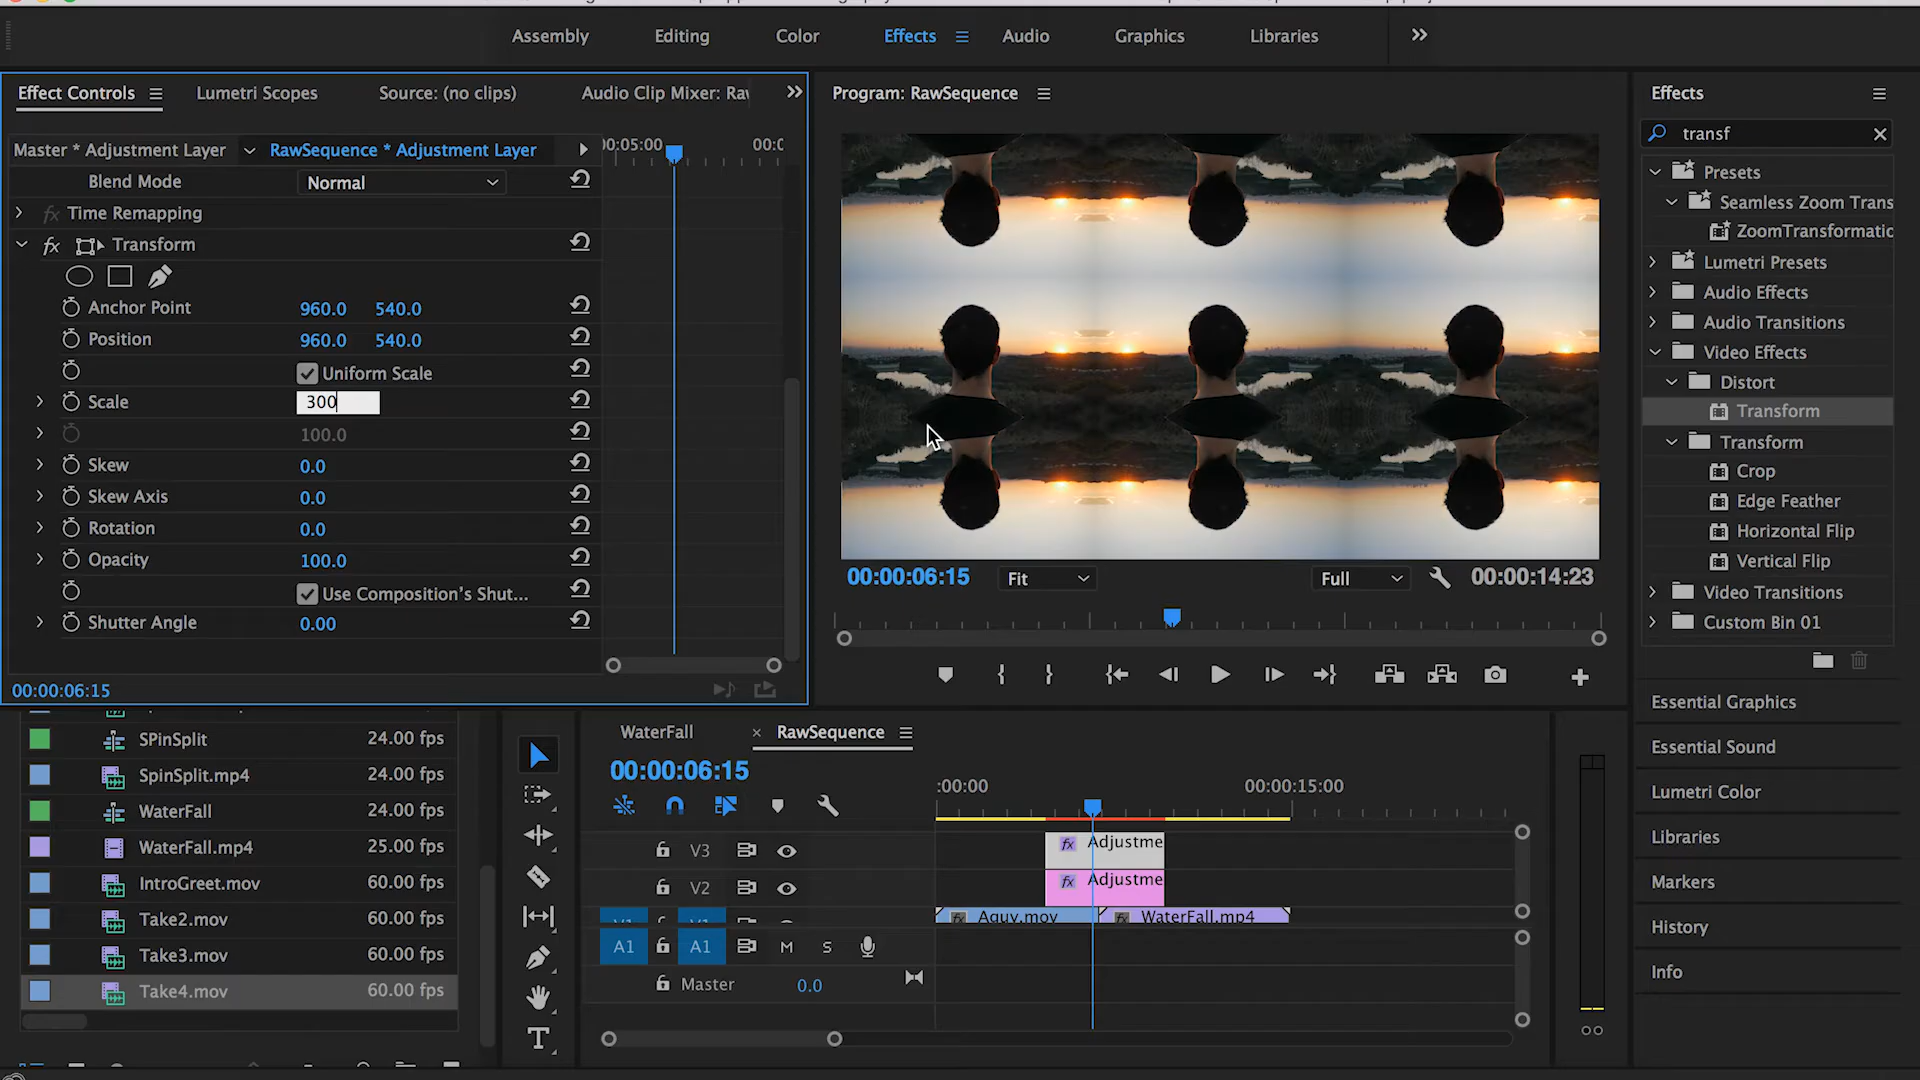 Assembly
Editing
Color
Effects
Audio
Graphics
Libraries
Effect Controls
Lumetri Scopes
Source: (no clips)
Audio Clip Mixer: Raw
Master * Adjustment Layer
RawSequence * Adjustment Layer
00:05:00
00:0
Blend Mode
Normal
fx Time Remapping
fx Transform
Anchor Point 960.0 540.0
Position 960.0 540.0
Uniform Scale
Scale 300
100.0
Skew 0.0
Skew Axis 0.0
Rotation 0.0
Opacity 100.0
Use Composition's Shut...
Shutter Angle 0.00
00:00:06:15
Program: RawSequence
00:00:06:15
Fit
Full
00:00:14:23
Effects
transf
Presets
Seamless Zoom Trans
ZoomTransformatic
Lumetri Presets
Audio Effects
Audio Transitions
Video Effects
Distort
Transform
Transform
Crop
Edge Feather
Horizontal Flip
Vertical Flip
Video Transitions
Custom Bin 01
Essential Graphics
Essential Sound
Lumetri Color
Libraries
Markers
History
Info
SPinSplit 24.00 fps
SpinSplit.mp4 24.00 fps
WaterFall 24.00 fps
WaterFall.mp4 25.00 fps
IntroGreet.mov 60.00 fps
Take2.mov 60.00 fps
Take3.mov 60.00 fps
Take4.mov 60.00 fps
T
WaterFall
× RawSequence
00:00:06:15
:00:00
00:00:15:00
V3
fx Adjustme
V2
fx Adjustme
V1 V1
fx Aguy.mov
fx WaterFall.mp4
A1 A1 M S
Master 0.0